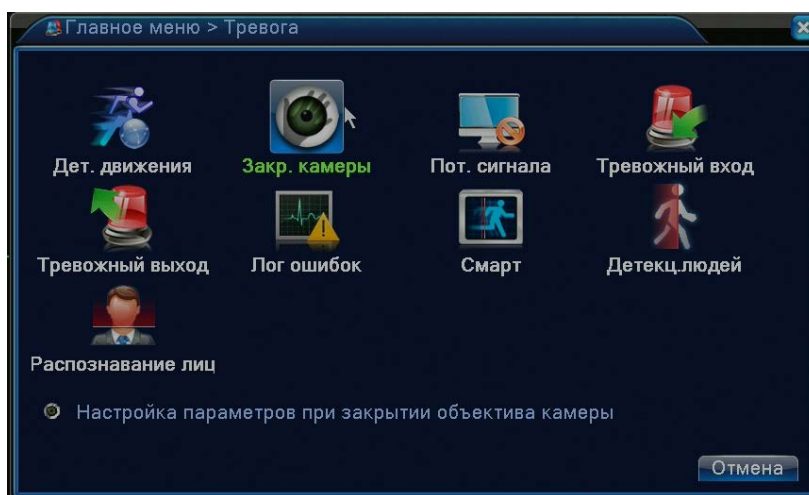 Главное меню > Тревога
Дет. движения Закр. камеры Пот. сигнала Тревожный вход
Тревожный выход Лог ошибок Смарт Детекц.людей
Распознавание лиц
Настройка параметров при закрытии объектива камеры
Отмена